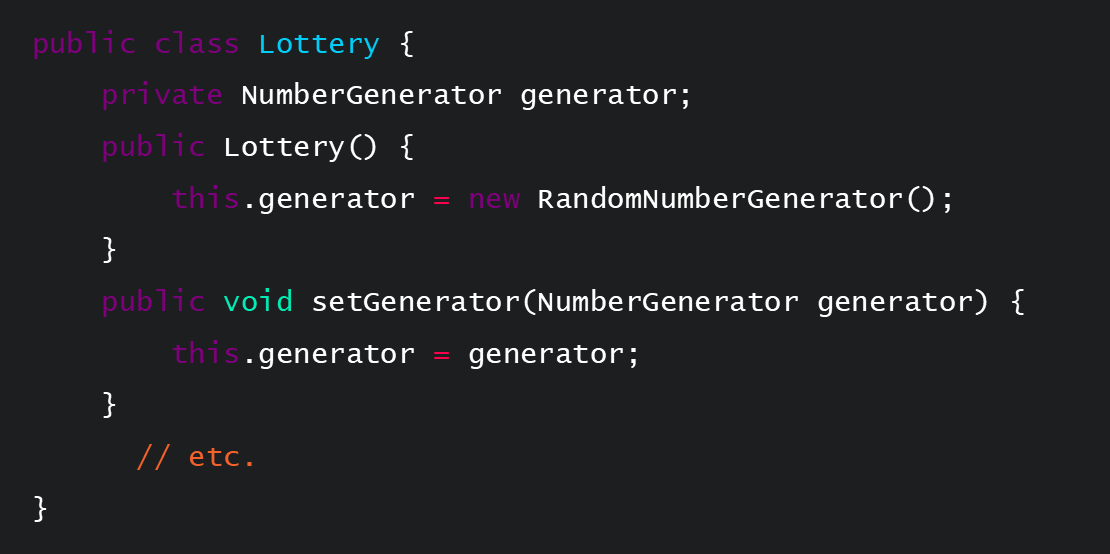 public class Lottery {
    private NumberGenerator generator;
    public Lottery() {
        this.generator = new RandomNumberGenerator();
    }
    public void setGenerator(NumberGenerator generator) {
        this.generator = generator;
    }
      // etc.
}